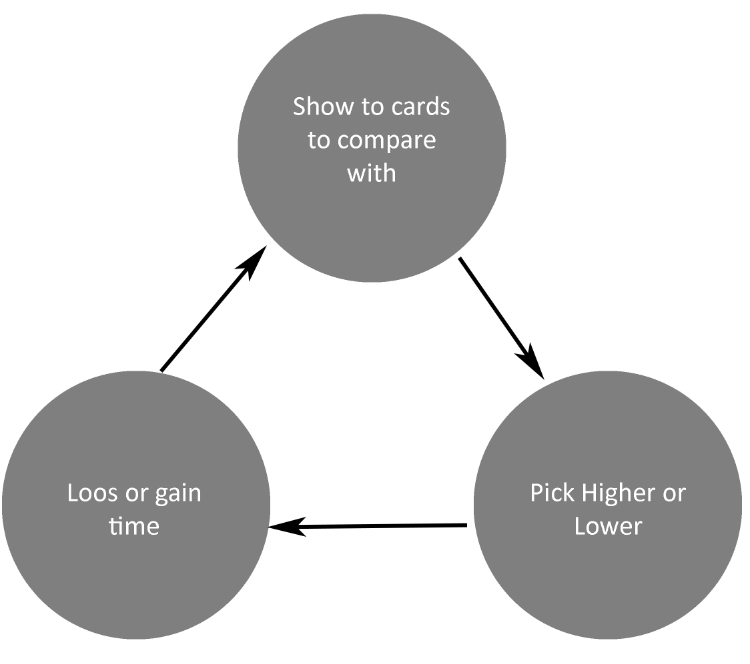 Show to cards
to compare
with
Pick Higher or
Lower
Loos or gain
time